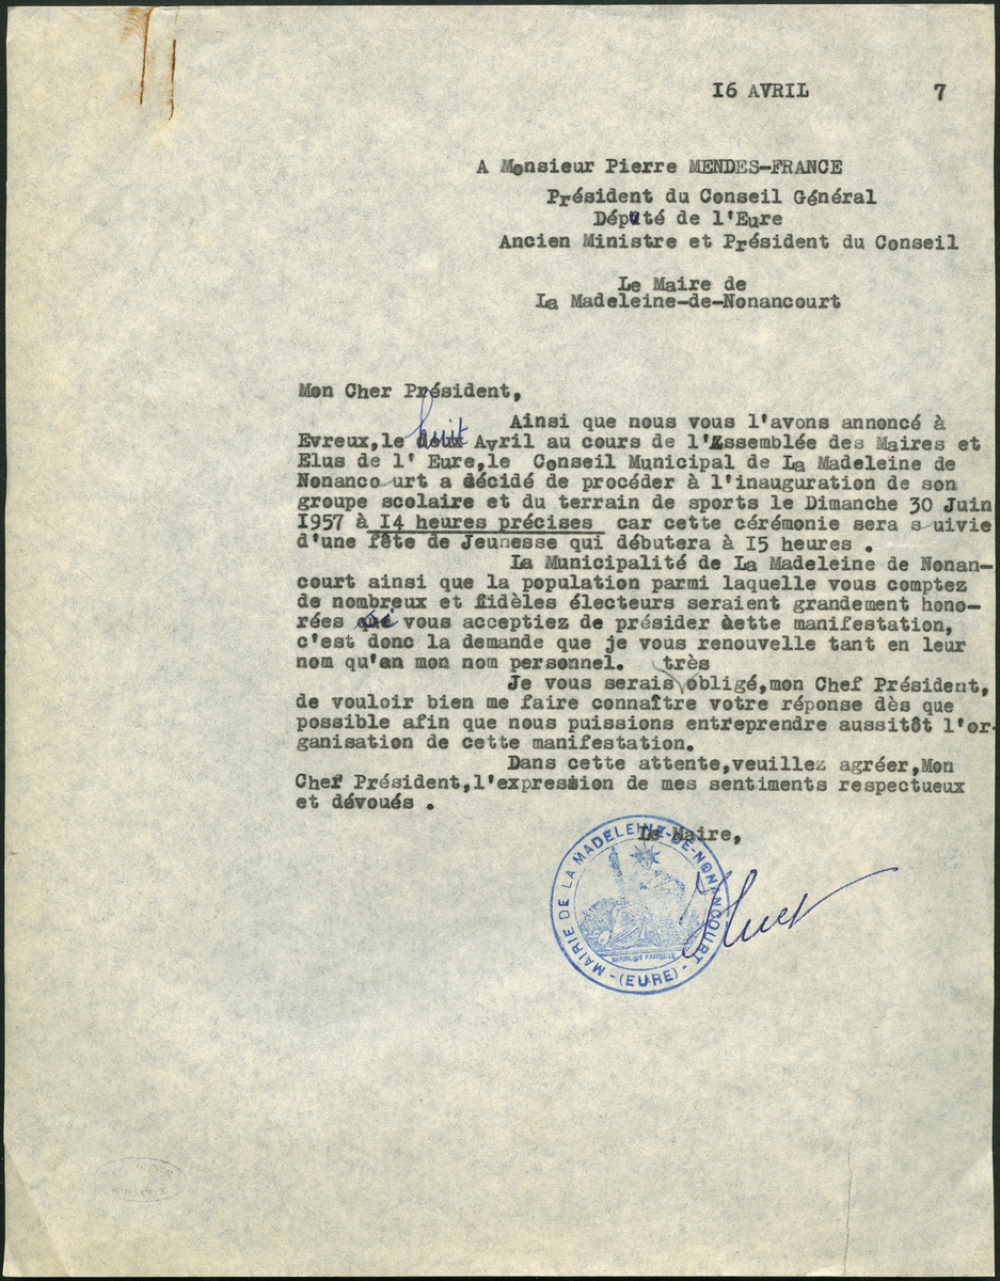 16 AVRIL 7
A Monsieur Pierre MENDES-FRANCE
Président du Conseil Général
Député de l'Eure
Ancien Ministre et Président du Conseil
Le Maire de
La Madeleine-de-Nonancourt
Mon Cher Président,
huit
Ainsi que nous vous l'avons annoncé à
Evreux,le deux Avril au cours de l'Assemblée des Maires et
Elus de l' Eure,le Conseil Municipal de La Madeleine de
Nonanco urt a décidé de procéder à l'inauguration de son
groupe scolaire et du terrain de sports le Dimanche 30 Juin
1957 à 14 heures précises car cette cérémonie sera s uivie
d'une fête de Jeunesse qui débutera à 15 heures .
La Municipalité de La Madeleine de Nonan-
court ainsi que la population parmi laquelle vous comptez
de nombreux et fidèles électeurs seraient grandement hono-
rées si vous acceptiez de présider cette manifestation,
c'est donc la demande que je vous renouvelle tant en leur
nom qu'an mon nom personnel.
très
Je vous serais obligé,mon Chef Président,
de vouloir bien me faire connaître votre réponse dès que
possible afin que nous puissions entreprendre aussitôt l'or-
ganisation de cette manifestation.
Dans cette attente,veuillez agréer,Mon
Chef Président,l'expression de mes sentiments respectueux
et dévoués .
Le Maire,
MAIRIE DE LA MADELEINE-DE-NONANCOURT
-(EURE)-
REPUBLIQUE FRANÇAISE
Huet